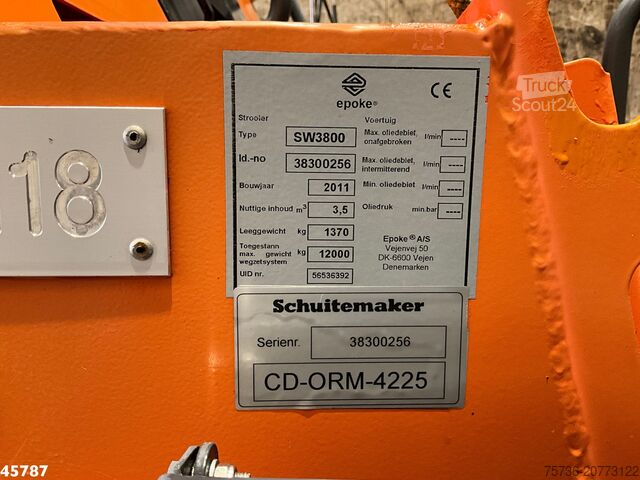 epoke®
CE
Strooier
Voertuig
Type SW3800
Max. oliedebiet, onafgebroken l/min ----
Id.-no 38300256
Max. oliedebiet, intermitterend l/min ----
Bouwjaar 2011
Min. oliedebiet l/min ----
Nuttige inhoud m³ 3,5
Oliedruk min.bar ----
Leeggewicht kg 1370
Toegestann max. gewicht wegzetsystem kg 12000
UID nr. 56536392
Epoke® A/S
Vejenvej 50
DK-6600 Vejen
Denemarken
Schuitemaker
Serienr. 38300256
CD-ORM-4225
18
Truck
Scout24
45787
75736-20773122